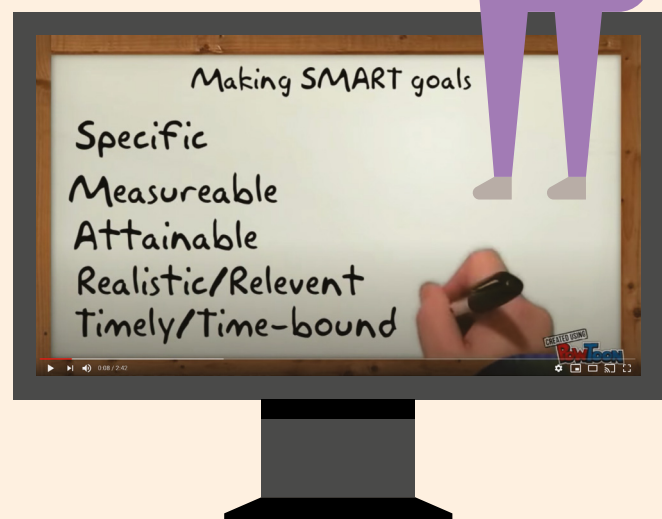 Making SMART goals
Specific
Measureable
Attainable
Realistic/Relevent
Timely/Time-bound
CREATED USING
POWTOON
0:08 / 2:42